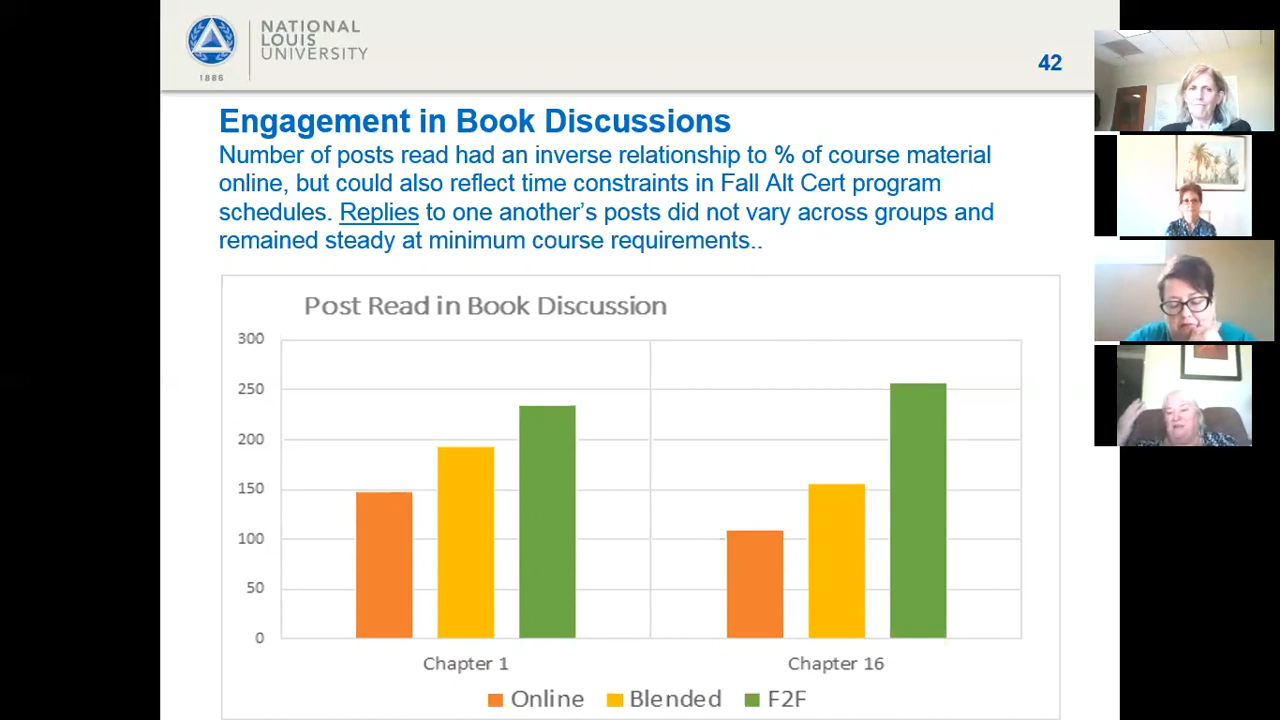 NATIONAL
LOUIS
UNIVERSITY
1886
42
Engagement in Book Discussions
Number of posts read had an inverse relationship to % of course material
online, but could also reflect time constraints in Fall Alt Cert program
schedules. Replies to one another’s posts did not vary across groups and
remained steady at minimum course requirements..
Post Read in Book Discussion
300
250
200
150
100
50
0
Chapter 1 Chapter 16
Online Blended F2F